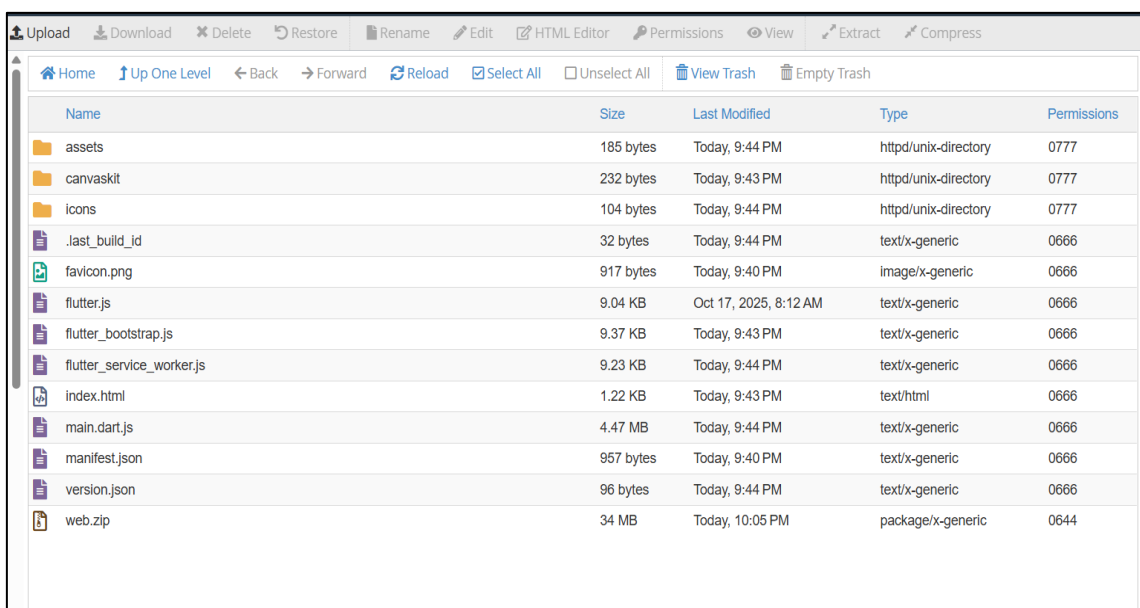 Upload Download Delete Restore Rename Edit HTML Editor Permissions View Extract Compress
Home Up One Level Back Forward Reload Select All Unselect All View Trash Empty Trash
Name Size Last Modified Type Permissions
assets 185 bytes Today, 9:44 PM httpd/unix-directory 0777
canvaskit 232 bytes Today, 9:43 PM httpd/unix-directory 0777
icons 104 bytes Today, 9:44 PM httpd/unix-directory 0777
.last_build_id 32 bytes Today, 9:44 PM text/x-generic 0666
favicon.png 917 bytes Today, 9:40 PM image/x-generic 0666
flutter.js 9.04 KB Oct 17, 2025, 8:12 AM text/x-generic 0666
flutter_bootstrap.js 9.37 KB Today, 9:43 PM text/x-generic 0666
flutter_service_worker.js 9.23 KB Today, 9:44 PM text/x-generic 0666
index.html 1.22 KB Today, 9:43 PM text/html 0666
main.dart.js 4.47 MB Today, 9:44 PM text/x-generic 0666
manifest.json 957 bytes Today, 9:40 PM text/x-generic 0666
version.json 96 bytes Today, 9:44 PM text/x-generic 0666
web.zip 34 MB Today, 10:05 PM package/x-generic 0644